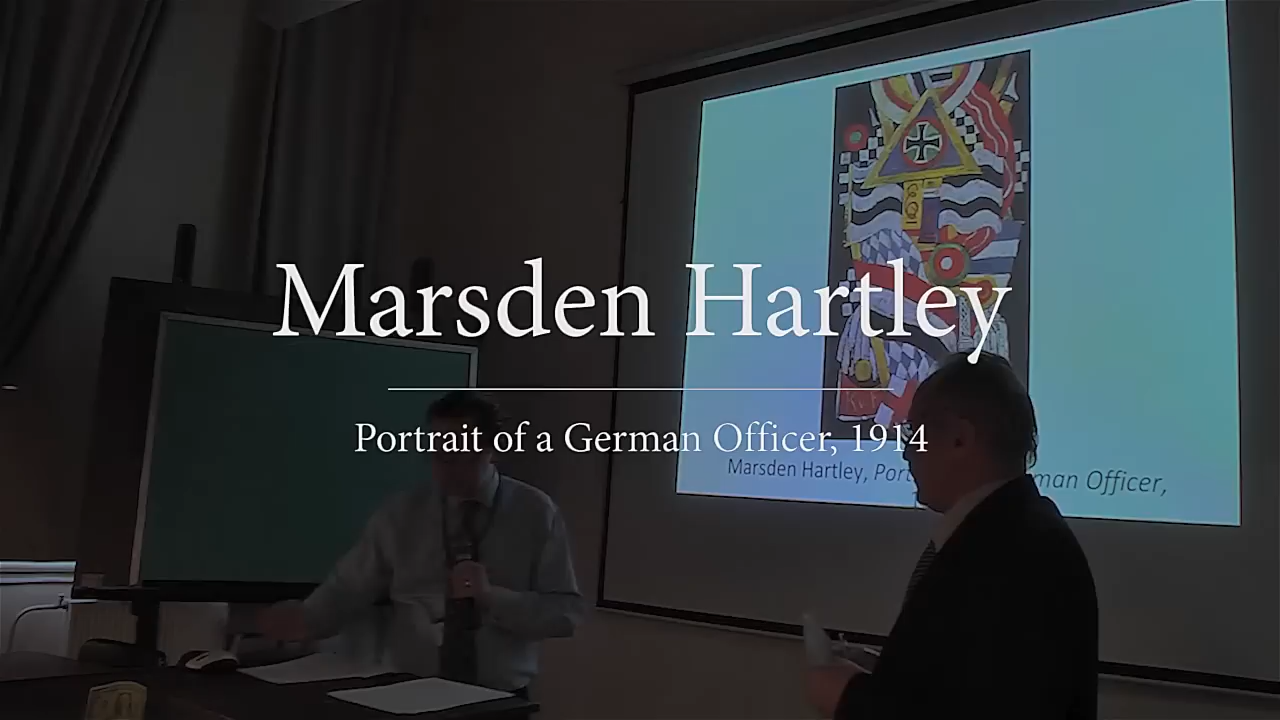 Marsden Hartley
Portrait of a German Officer, 1914
Marsden Hartley, Port man Officer,